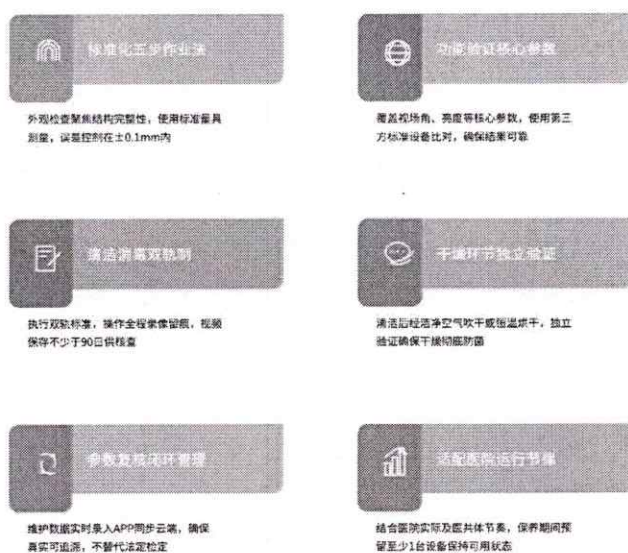 标准化五步作业法
外观检查聚焦结构完整性，使用标准量具
测量，误差控制在±0.1mm内
功能验证核心参数
覆盖视场角、亮度等核心参数，使用第三
方标准设备比对，确保结果可靠
清洁消毒双轨制
执行双轨标准，操作全程录像留痕，视频
保存不少于90日供核查
干燥环节独立验证
清洁后经洁净空气吹干或恒温烘干，独立
验证确保干燥彻底防菌
参数复核闭环管理
维护数据实时录入APP同步云端，确保
真实可追溯，不替代法定检定
适配医院运行节奏
结合医院实际及医共体节奏，保养期间预
留至少1台设备保持可用状态